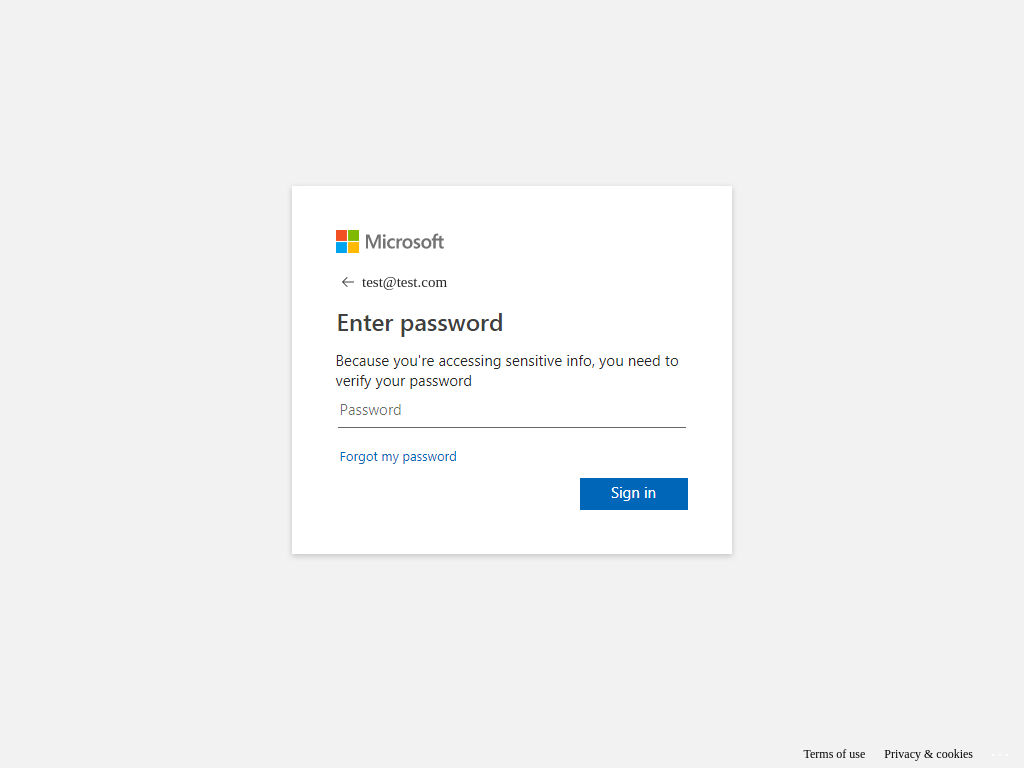 Microsoft
test@test.com
Enter password
Because you're accessing sensitive info, you need to
verify your password
Password
Forgot my password
Sign in
Terms of use Privacy & cookies ...